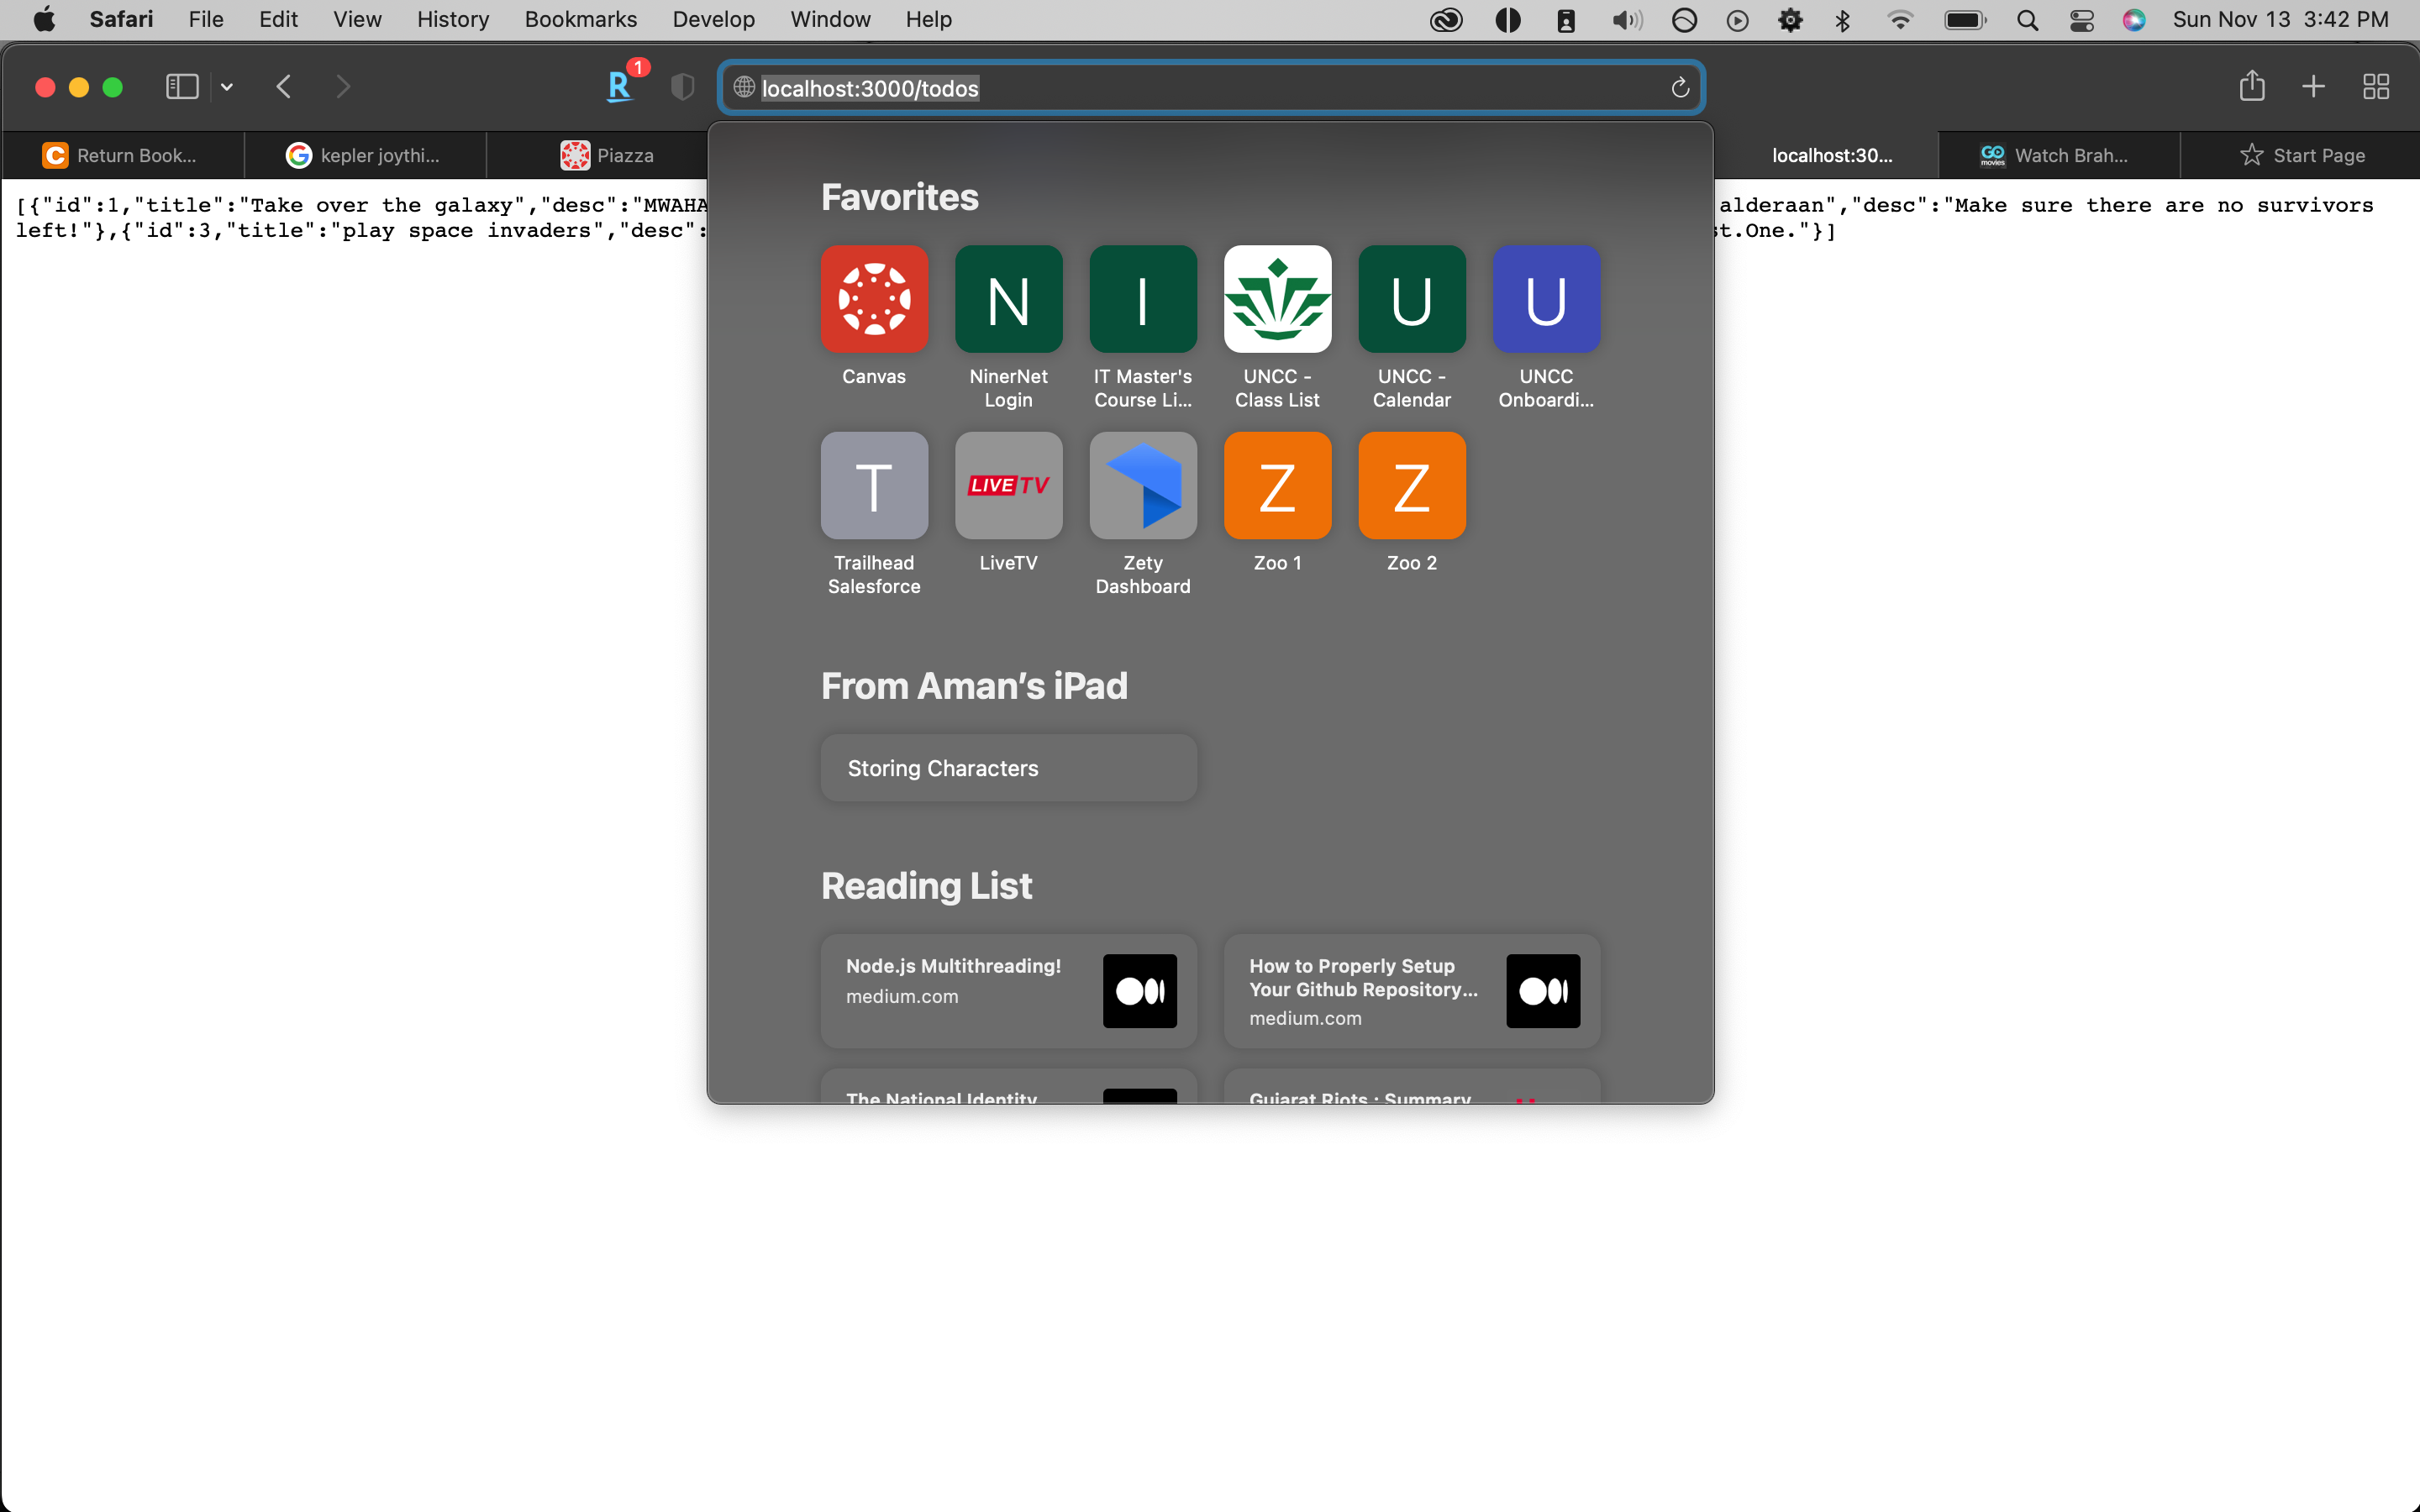 Safari File Edit View History Bookmarks Develop Window Help
Sun Nov 13 3:42 PM
R 1
localhost:3000/todos
C Return Book...
G kepler joythi...
Piazza
localhost:30...
GO movies Watch Brah...
Start Page
[{"id":1,"title":"Take over the galaxy","desc":"MWAHA
alderaan","desc":"Make sure there are no survivors
left!"},{"id":3,"title":"play space invaders","desc":
st.One."}]
Favorites
N I U U
Canvas
NinerNet
Login
IT Master's
Course Li...
UNCC -
Class List
UNCC -
Calendar
UNCC
Onboardi...
T LIVE TV Z Z
Trailhead
Salesforce
LiveTV
Zety
Dashboard
Zoo 1
Zoo 2
From Aman's iPad
Storing Characters
Reading List
Node.js Multithreading!
medium.com
How to Properly Setup
Your Github Repository...
medium.com
The National Identity
Gujarat Riots : Summary